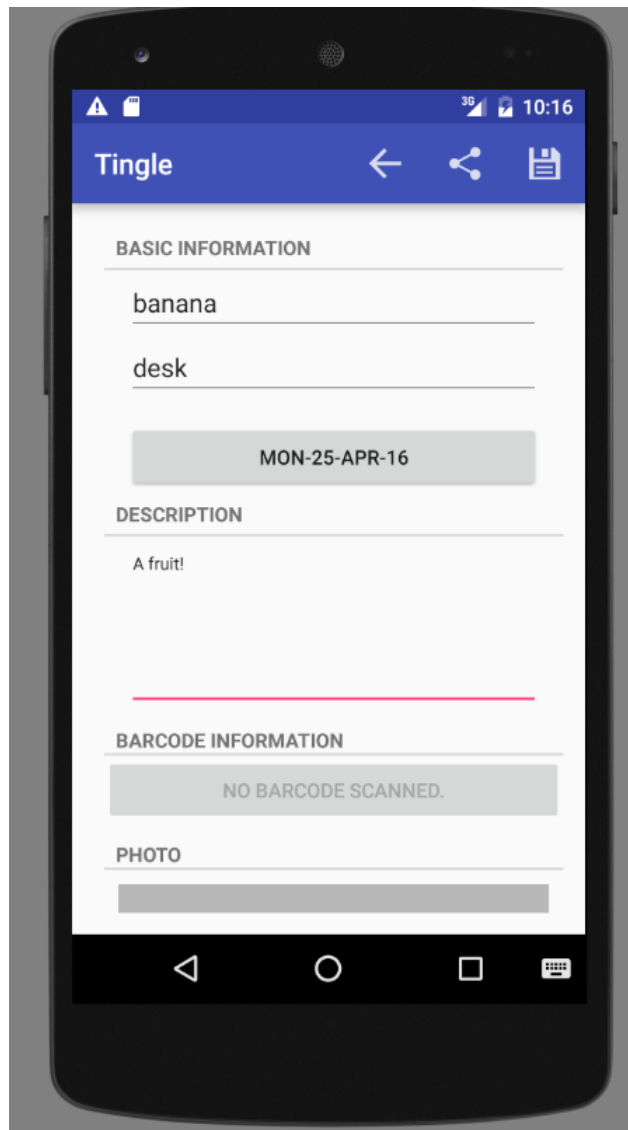 3G 10:16
Tingle
BASIC INFORMATION
banana
desk
MON-25-APR-16
DESCRIPTION
A fruit!
BARCODE INFORMATION
NO BARCODE SCANNED.
PHOTO